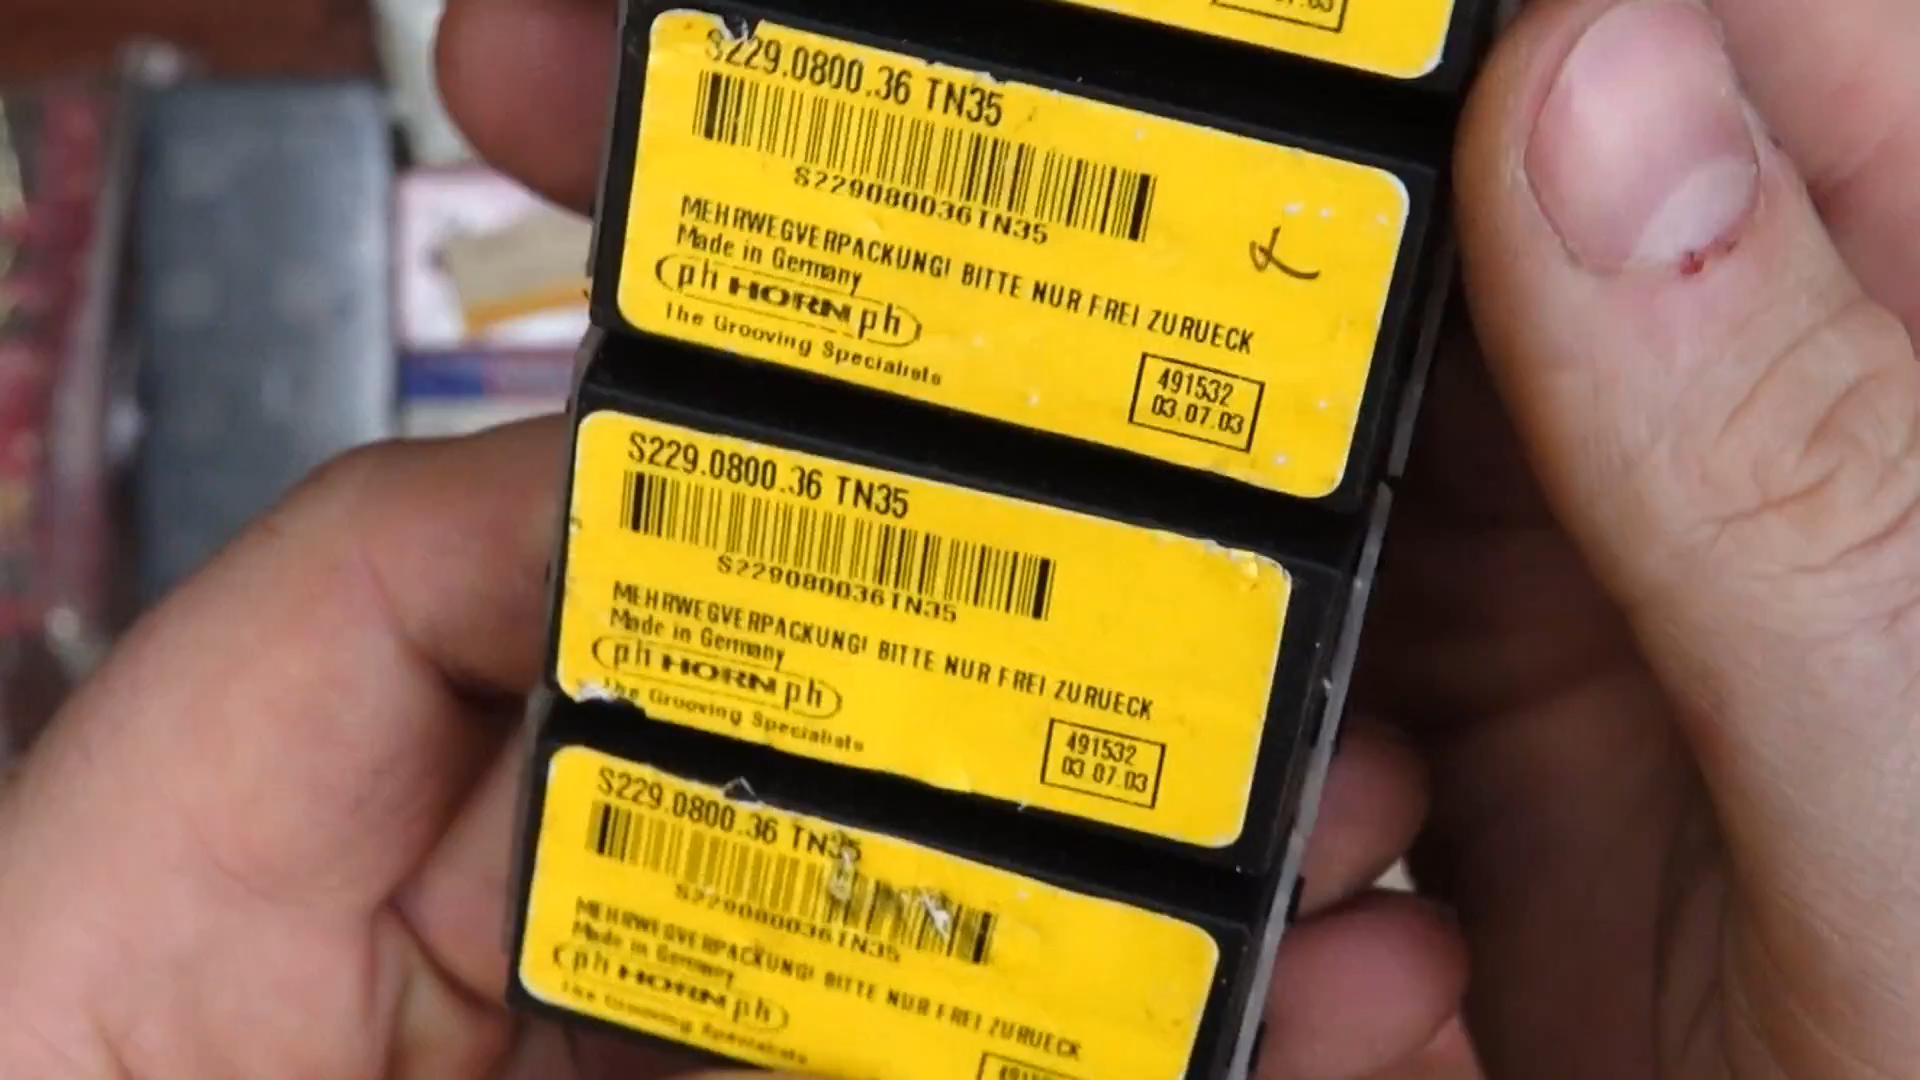 S229.0800.36 TN35
S229080036TN35
MEHRWEGVERPACKUNG! BITTE NUR FREI ZURUECK
Made in Germany
ph HORN ph
The Grooving Specialists
491532
03.07.03
S229.0800.36 TN35
S229080036TN35
MEHRWEGVERPACKUNG! BITTE NUR FREI ZURUECK
Made in Germany
ph HORN ph
The Grooving Specialists
491532
03 07.03
S229.0800.36 TN35
S229080036TN35
MEHRWEGVERPACKUNG! BITTE NUR FREI ZURUECK
Made in Germany
ph HORN ph
The Grooving Specialists